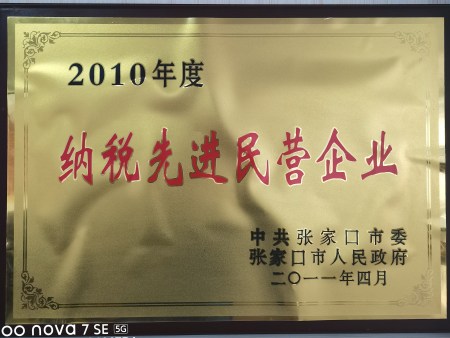 2010年度
纳税先进民营企业
中共张家口市委
张家口市人民政府
二〇一一年四月
nova 7 SE 5G